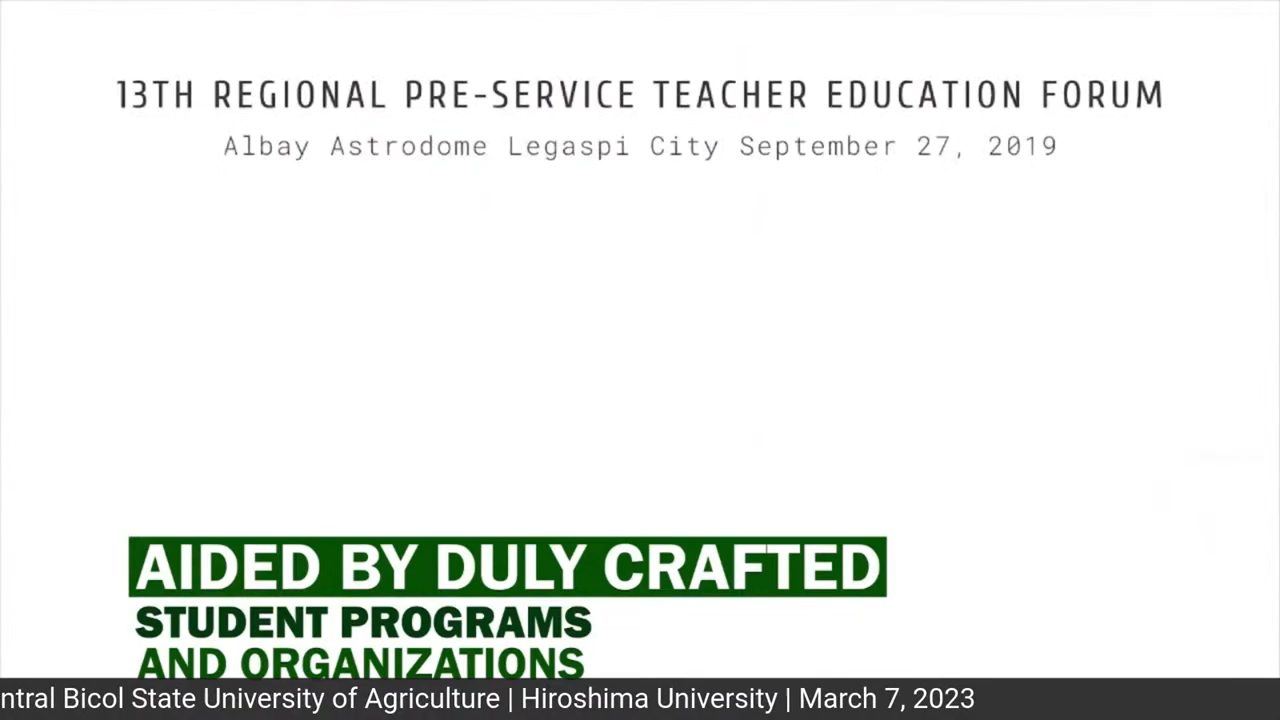 13TH REGIONAL PRE-SERVICE TEACHER EDUCATION FORUM
Albay Astrodome Legaspi City September 27, 2019
AIDED BY DULY CRAFTED
STUDENT PROGRAMS
AND ORGANIZATIONS
ntral Bicol State University of Agriculture | Hiroshima University | March 7, 2023